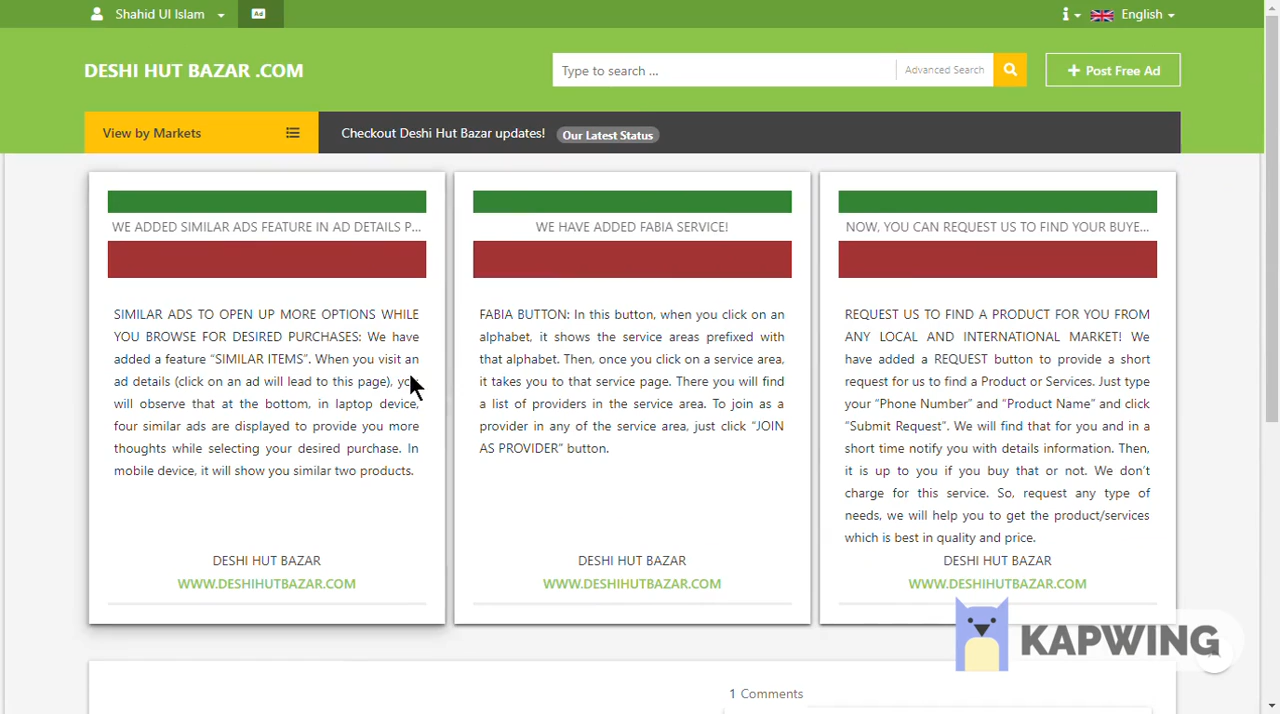 Shahid Ul Islam
Ad
i
English
DESHI HUT BAZAR .COM
Type to search ...
Advanced Search
+ Post Free Ad
View by Markets
Checkout Deshi Hut Bazar updates!
Our Latest Status
WE ADDED SIMILAR ADS FEATURE IN AD DETAILS P...
SIMILAR ADS TO OPEN UP MORE OPTIONS WHILE
YOU BROWSE FOR DESIRED PURCHASES: We have
added a feature “SIMILAR ITEMS”. When you visit an
ad details (click on an ad will lead to this page), you
will observe that at the bottom, in laptop device,
four similar ads are displayed to provide you more
thoughts while selecting your desired purchase. In
mobile device, it will show you similar two products.
DESHI HUT BAZAR
WWW.DESHIHUTBAZAR.COM
WE HAVE ADDED FABIA SERVICE!
FABIA BUTTON: In this button, when you click on an
alphabet, it shows the service areas prefixed with
that alphabet. Then, once you click on a service area,
it takes you to that service page. There you will find
a list of providers in the service area. To join as a
provider in any of the service area, just click “JOIN
AS PROVIDER” button.
DESHI HUT BAZAR
WWW.DESHIHUTBAZAR.COM
NOW, YOU CAN REQUEST US TO FIND YOUR BUYE...
REQUEST US TO FIND A PRODUCT FOR YOU FROM
ANY LOCAL AND INTERNATIONAL MARKET! We
have added a REQUEST button to provide a short
request for us to find a Product or Services. Just type
your “Phone Number” and “Product Name” and click
“Submit Request”. We will find that for you and in a
short time notify you with details information. Then,
it is up to you if you buy that or not. We don’t
charge for this service. So, request any type of
needs, we will help you to get the product/services
which is best in quality and price.
DESHI HUT BAZAR
WWW.DESHIHUTBAZAR.COM
KAPWING
1 Comments